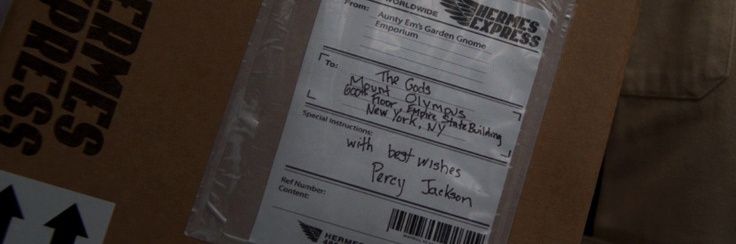 HERMES
EXPRESS
WORLDWIDE
HERMES
EXPRESS
From: Aunty Em's Garden Gnome
Emporium
To: The Gods
Mount Olympus
600th Floor, Empire State Building
New York, NY
Special Instructions:
with best wishes
Percy Jackson
Ref Number:
Content:
HERMES